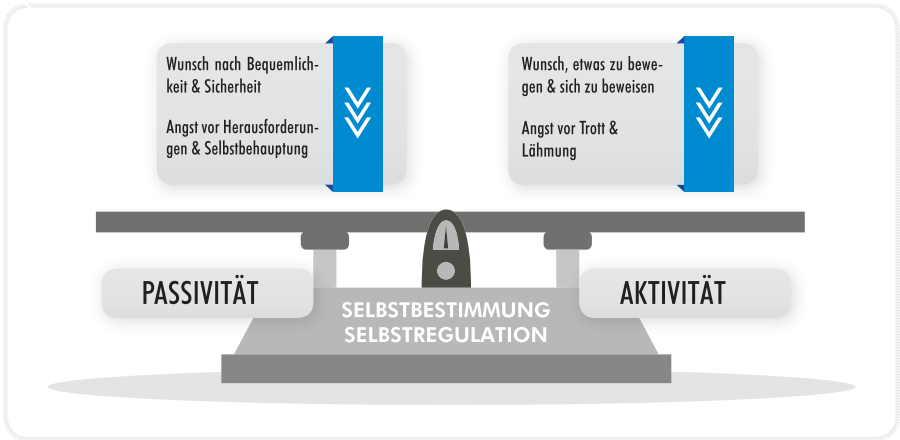 Wunsch nach Bequemlich-
keit & Sicherheit
Angst vor Herausforderun-
gen & Selbstbehauptung
Wunsch, etwas zu bewe-
gen & sich zu beweisen
Angst vor Trott &
Lähmung
PASSIVITÄT
AKTIVITÄT
SELBSTBESTIMMUNG
SELBSTREGULATION